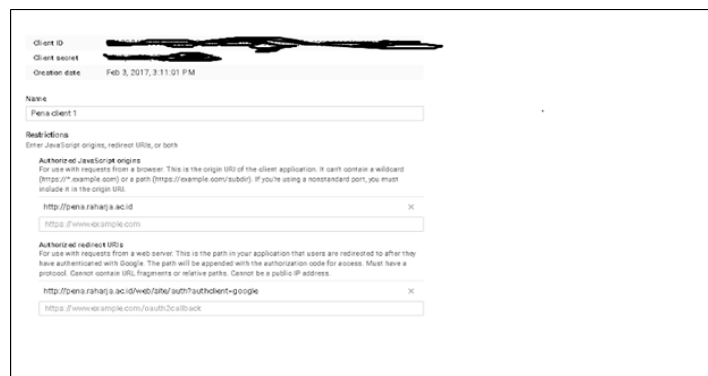 Client ID
Client secret
Creation date Feb 3, 2017, 3:11:01 PM
Name
Pena client 1
Restrictions
Enter JavaScript origins, redirect URIs, or both
Authorized JavaScript origins
For use with requests from a browser. This is the origin URI of the client application. It can't contain a wildcard
(https://*.example.com) or a path (https://example.com/subdir). If you're using a nonstandard port, you must
include it in the origin URI.
http://pena.raharja.ac.id ×
https://www.example.com
Authorized redirect URIs
For use with requests from a web server. This is the path in your application that users are redirected to after they
have authenticated with Google. The path will be appended with the authorization code for access. Must have a
protocol. Cannot contain URL fragments or relative paths. Cannot be a public IP address.
http://pena.raharja.ac.id/web/site/auth?authclient=google ×
https://www.example.com/oauth2callback